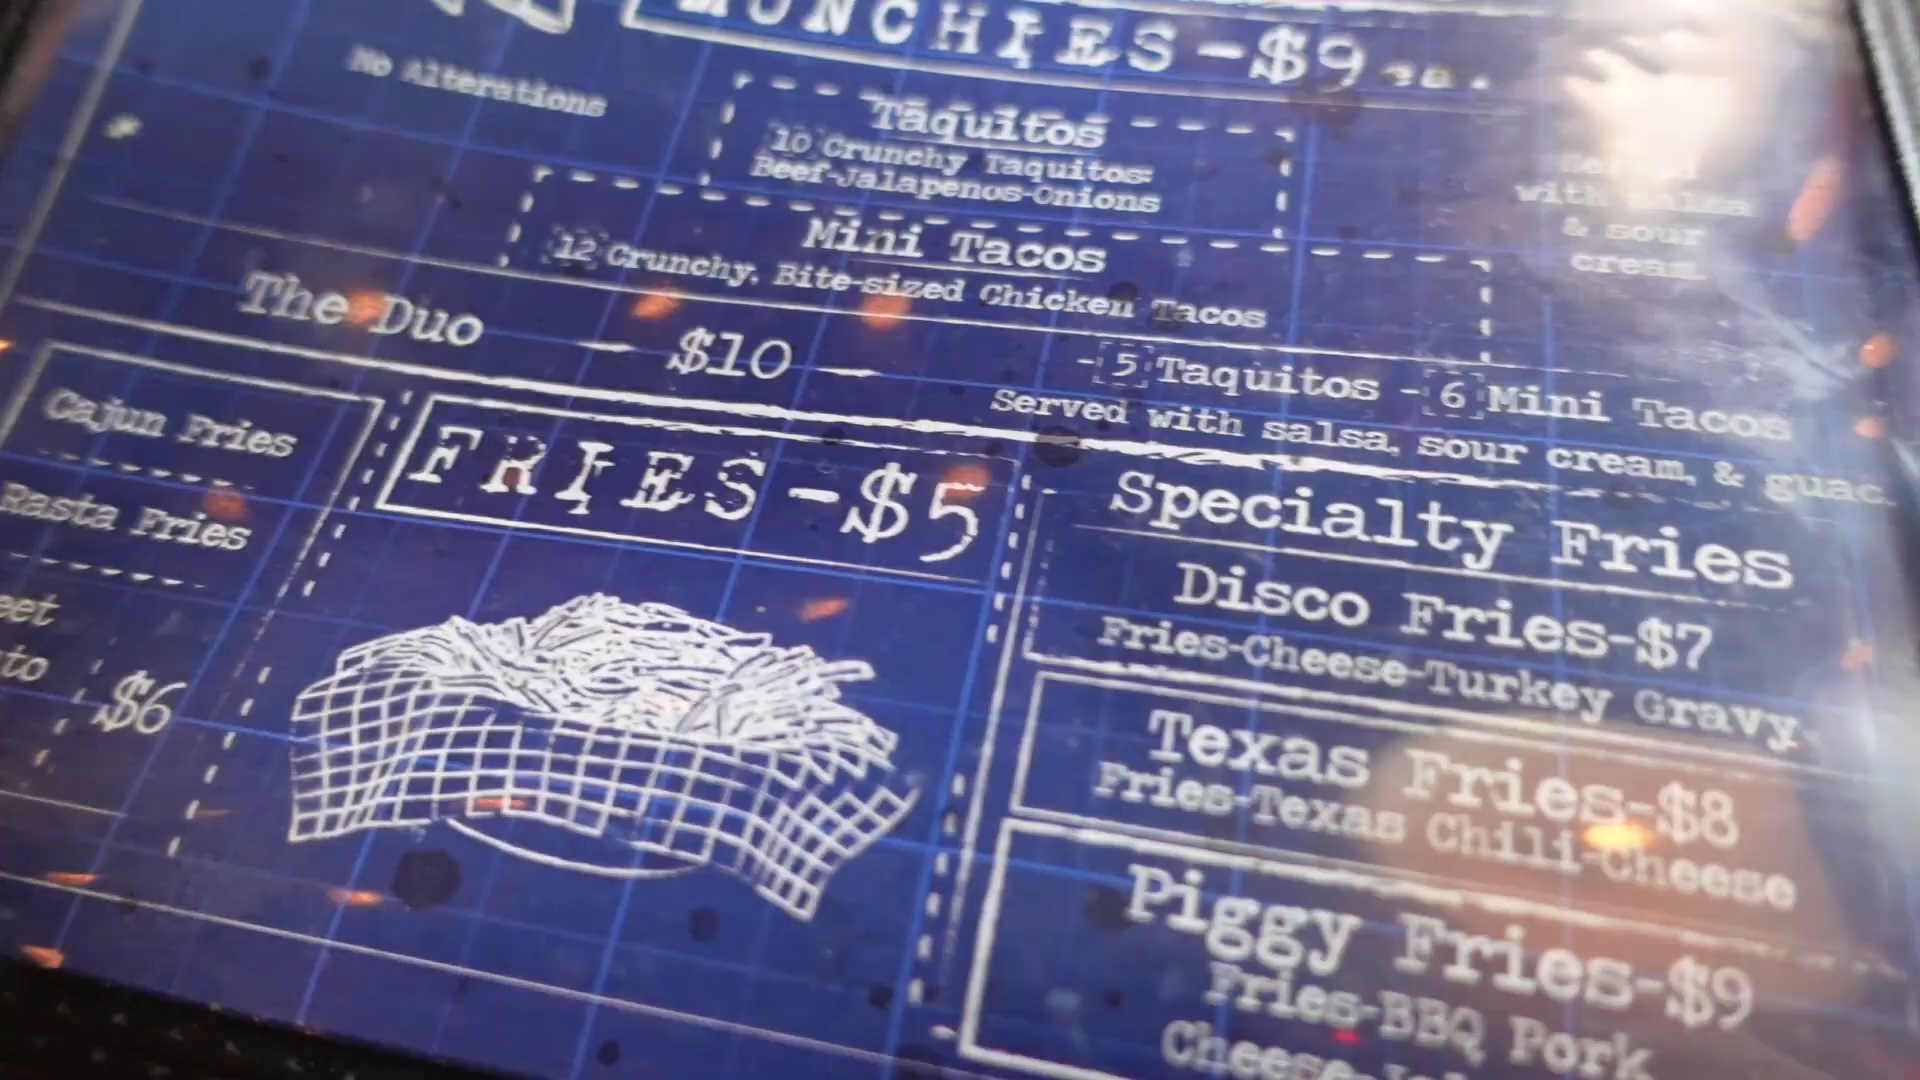 MUNCHIES-$9 ea.
No Alterations
Taquitos
10 Crunchy Taquitos:
Beef-Jalapenos-Onions
with salsa
& sour
cream
Mini Tacos
12 Crunchy, Bite-sized Chicken Tacos
The Duo — $10 — -5 Taquitos -6 Mini Tacos
Served with salsa, sour cream, & guac.
Cajun Fries
Rasta Fries
$6
FRIES-$5
Specialty Fries
Disco Fries-$7
Fries-Cheese-Turkey Gravy
Texas Fries-$8
Fries-Texas Chili-Cheese
Piggy Fries-$9
Fries-BBQ Pork